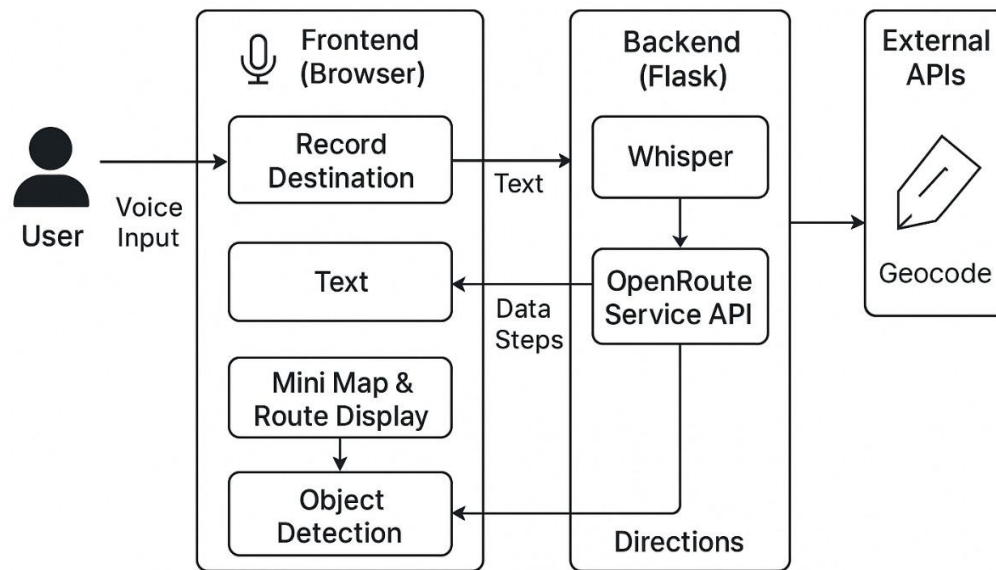 User
Voice
Input
Frontend
(Browser)
Record
Destination
Text
Mini Map &
Route Display
Object
Detection
Text
Data
Steps
Backend
(Flask)
Whisper
OpenRoute
Service API
Directions
External
APIs
Geocode